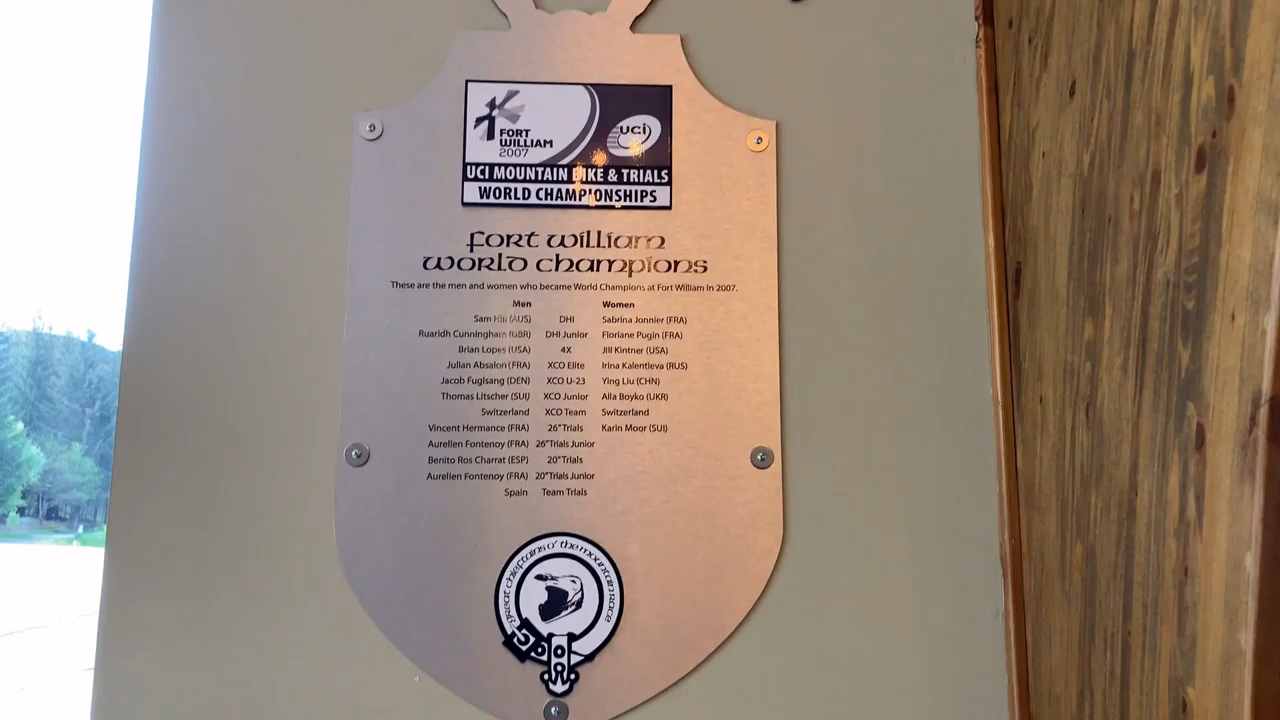 FORT
WILLIAM
2007
UCI
UCI MOUNTAIN BIKE & TRIALS
WORLD CHAMPIONSHIPS
fort william
world champions
These are the men and women who became World Champions at Fort William in 2007.
Men Women
Sam Hill (AUS) DHI Sabrina Jonnier (FRA)
Ruaridh Cunningham (GBR) DHI Junior Floriane Pugin (FRA)
Brian Lopes (USA) 4X Jill Kintner (USA)
Julian Absalon (FRA) XCO Elite Irina Kalentieva (RUS)
Jacob Fuglsang (DEN) XCO U-23 Ying Liu (CHN)
Thomas Litscher (SUI) XCO Junior Alla Boyko (UKR)
Switzerland XCO Team Switzerland
Vincent Hermance (FRA) 26"Trials Karin Moor (SUI)
Aurelien Fontenoy (FRA) 26"Trials Junior
Benito Ros Charrat (ESP) 20"Trials
Aurelien Fontenoy (FRA) 20"Trials Junior
Spain Team Trials
great chieftains o' the mountain race